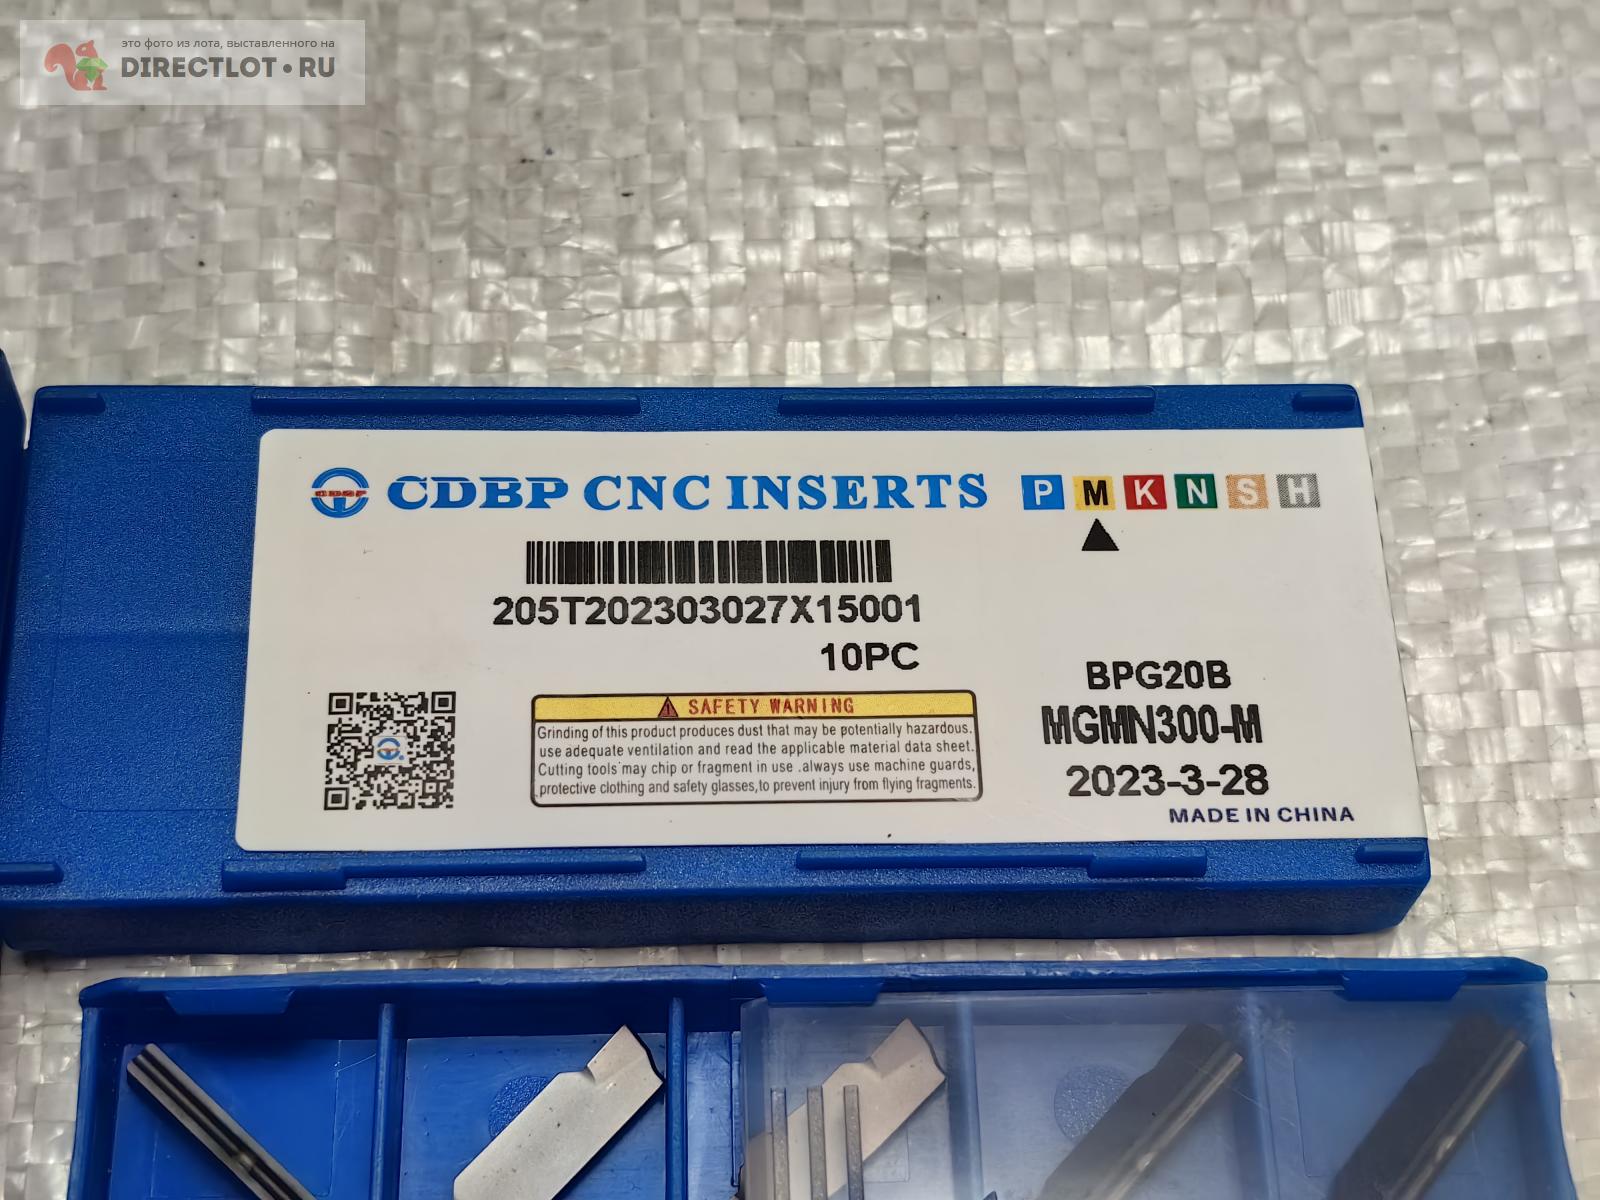 это фото из лота, выставленного на
DIRECTLOT•RU
CDBP CDBP CNC INSERTS P M K N S H
205T202303027X15001
10PC
BPG20B
MGMN300-M
2023-3-28
MADE IN CHINA
SAFETY WARNING
Grinding of this product produces dust that may be potentially hazardous.
use adequate ventilation and read the applicable material data sheet.
Cutting tools may chip or fragment in use .always use machine guards,
protective clothing and safety glasses,to prevent injury from flying fragments.